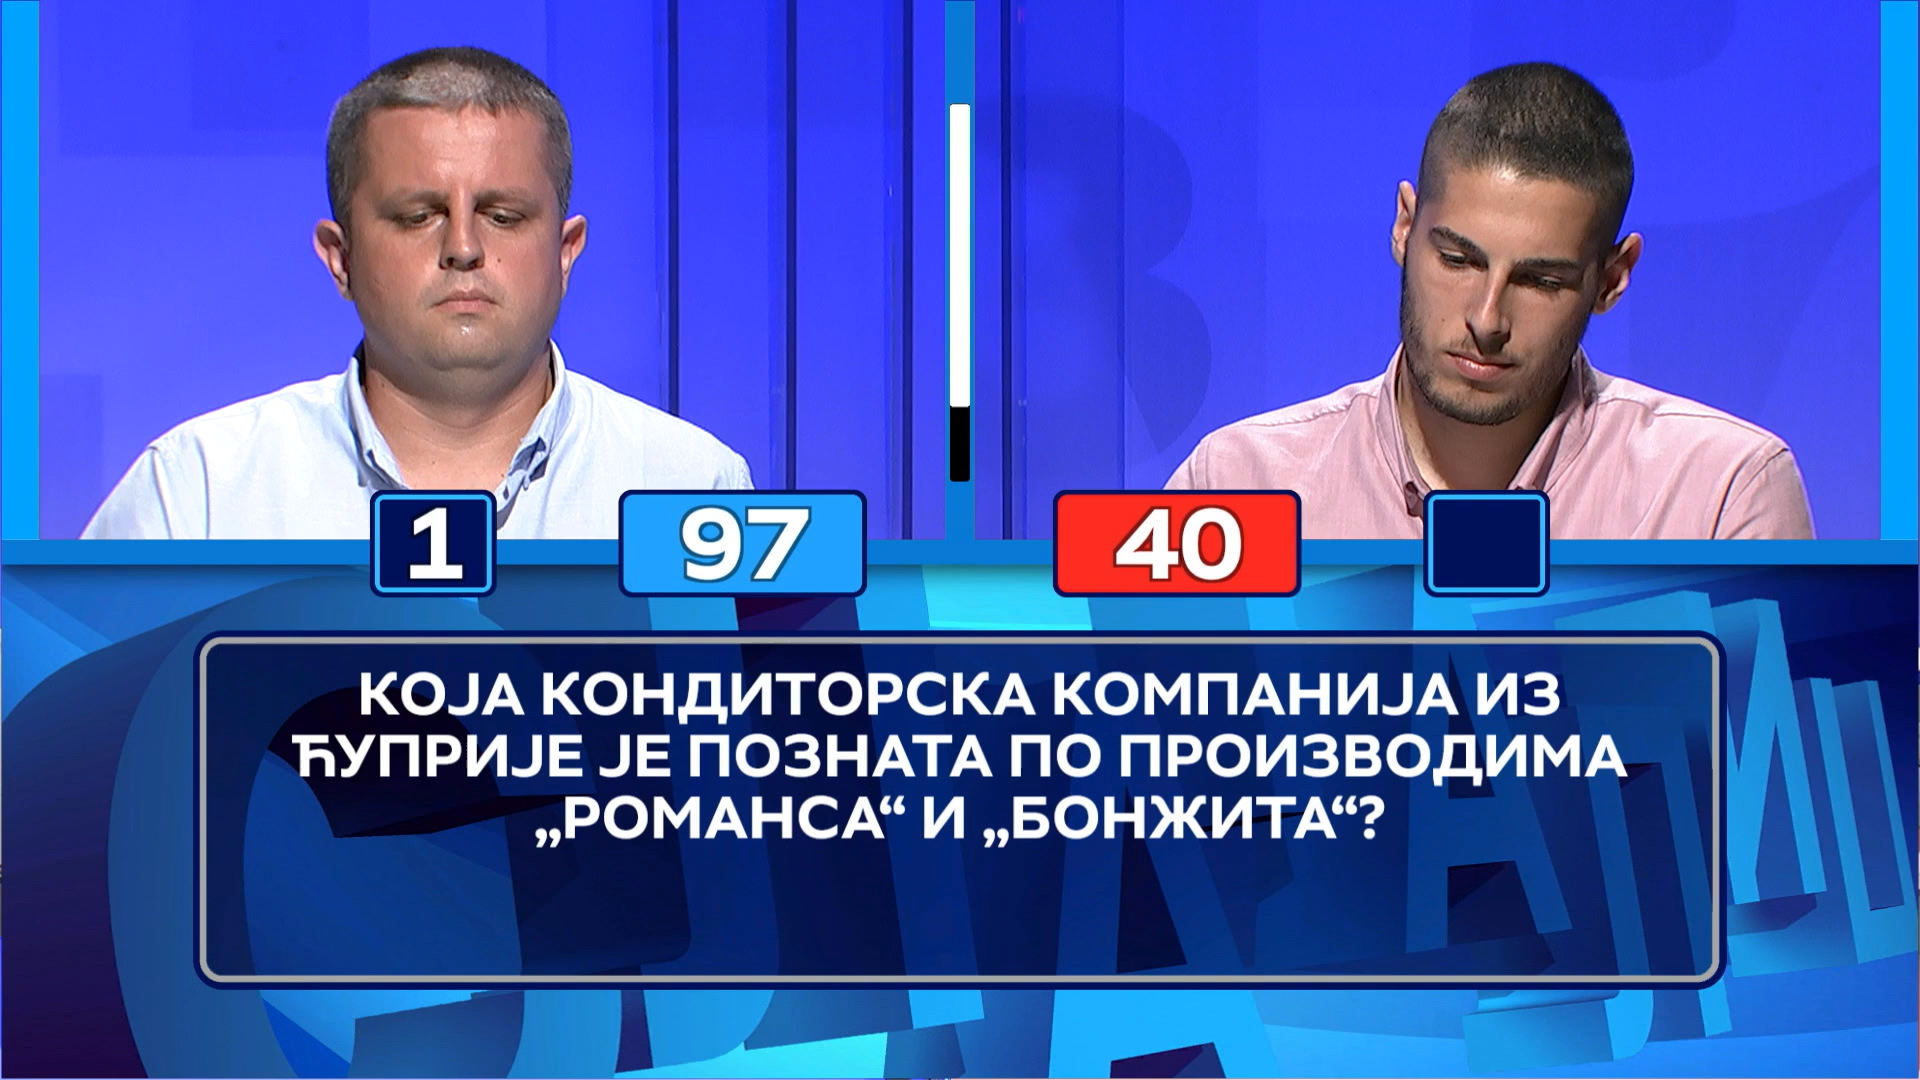 1 97 40
КОЈА КОНДИТОРСКА КОМПАНИЈА ИЗ
ЋУПРИЈЕ ЈЕ ПОЗНАТА ПО ПРОИЗВОДИМА
„РОМАНСА“ И „БОНЖИТА“?